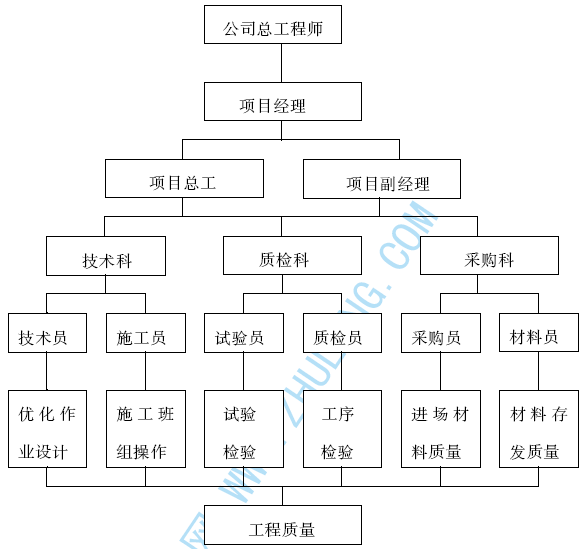 公司总工程师
项目经理
项目总工
项目副经理
技术科
质检科
采购科
技术员
施工员
试验员
质检员
采购员
材料员
优化作
业设计
施工班
组操作
试验
检验
工序
检验
进场材
料质量
材料存
发质量
工程质量
网 WWW.ZHULONG.COM